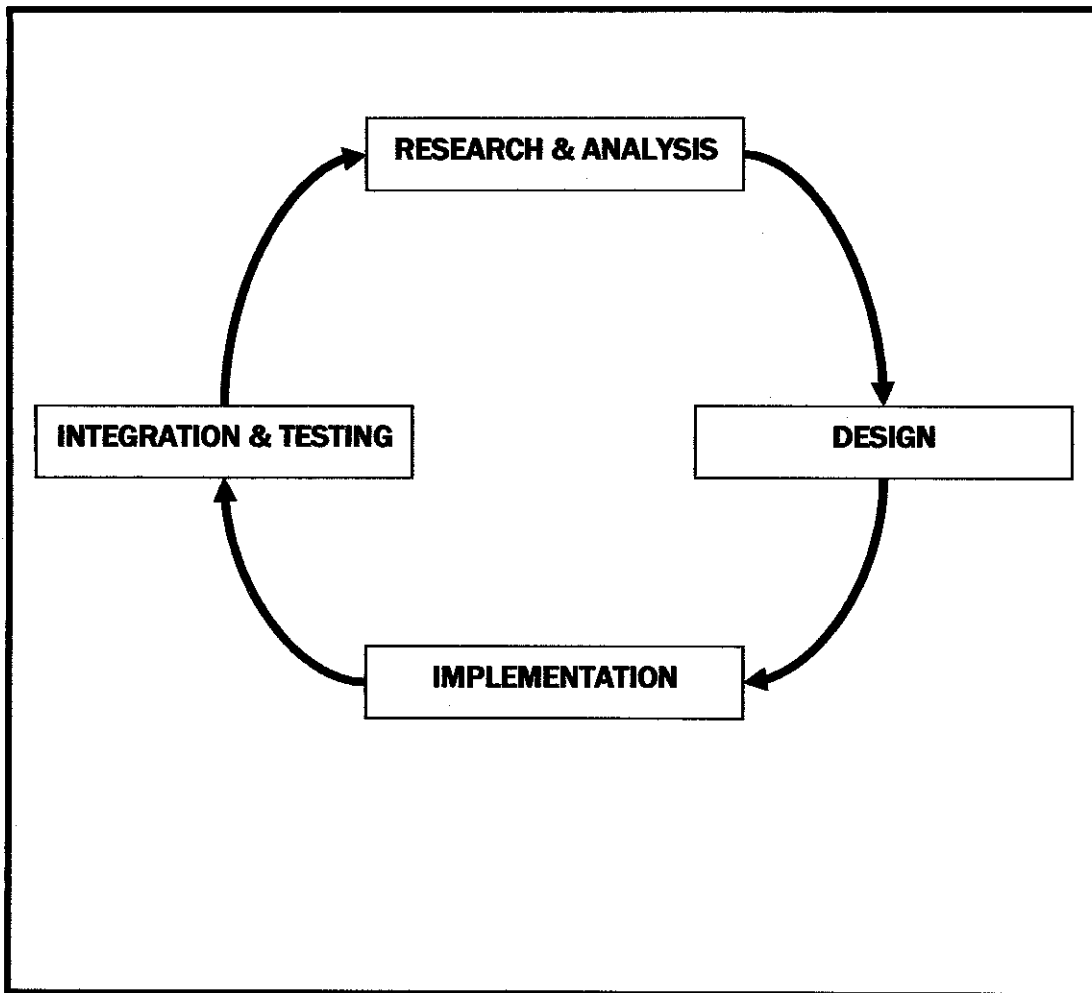 RESEARCH & ANALYSIS
INTEGRATION & TESTING
DESIGN
IMPLEMENTATION